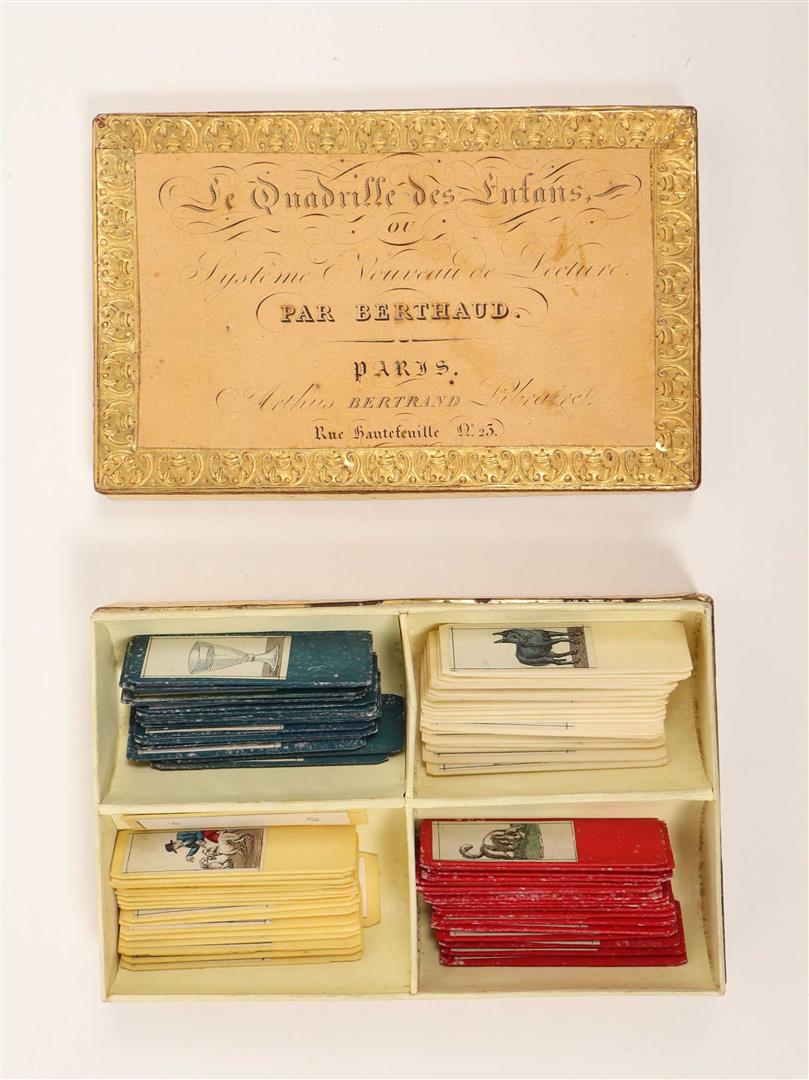 Le Quadrille des Enfans,
OU
Système Nouveau de Lecture.
PAR BERTHAUD.
PARIS.
Arthus BERTRAND Libraire.
Rue Hautefeuille N.º 23.